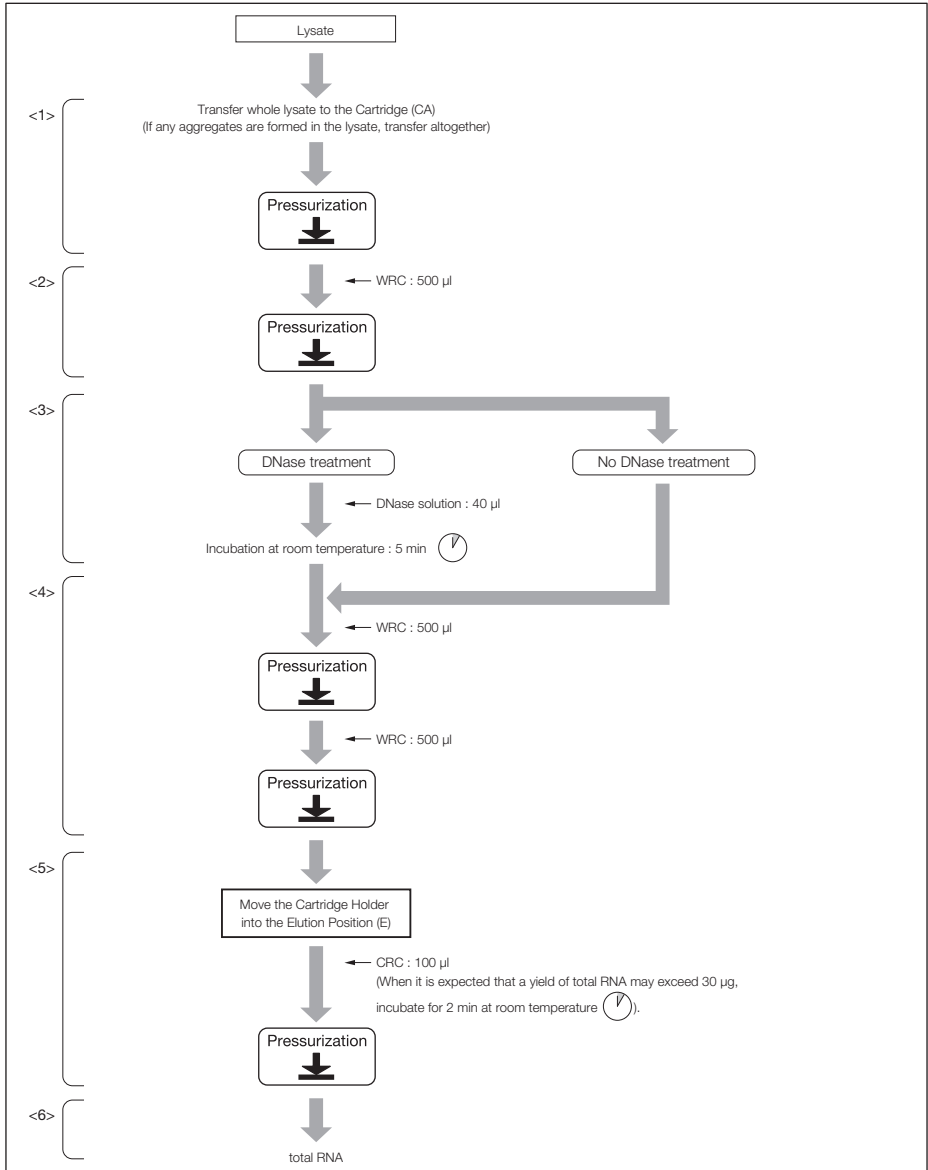 Lysate
<1>
Transfer whole lysate to the Cartridge (CA)
(If any aggregates are formed in the lysate, transfer altogether)
Pressurization
<2>
WRC : 500 µl
Pressurization
<3>
DNase treatment
No DNase treatment
DNase solution : 40 µl
Incubation at room temperature : 5 min
<4>
WRC : 500 µl
Pressurization
WRC : 500 µl
Pressurization
<5>
Move the Cartridge Holder
into the Elution Position (E)
CRC : 100 µl
(When it is expected that a yield of total RNA may exceed 30 µg,
incubate for 2 min at room temperature ).
Pressurization
<6>
total RNA